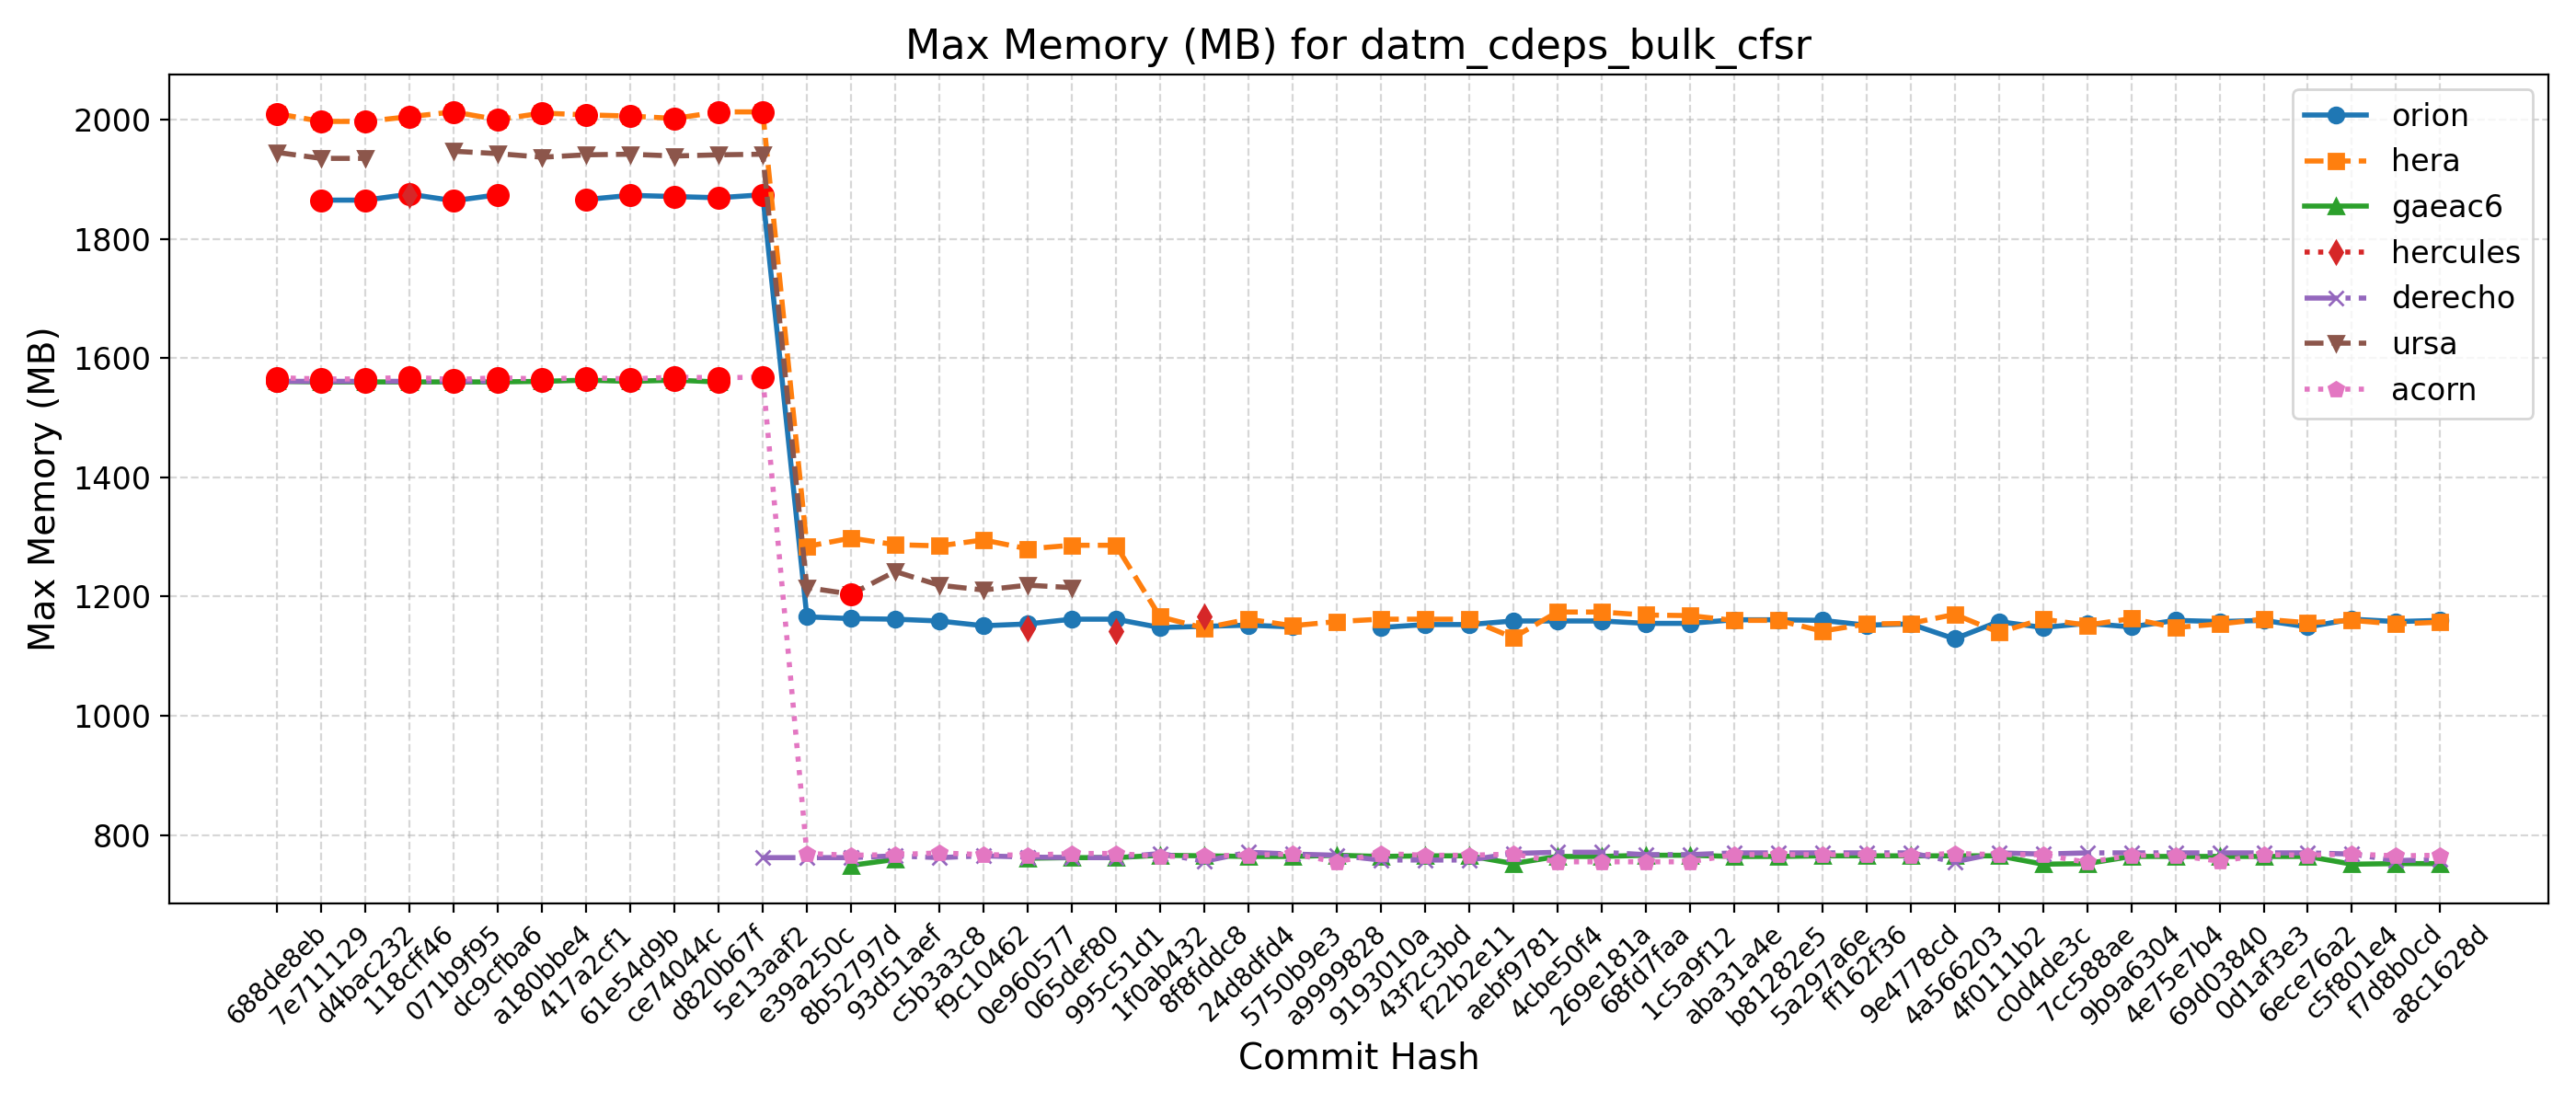 Max Memory (MB) for datm_cdeps_bulk_cfsr
Max Memory (MB)
2000
1800
1600
1400
1200
1000
800
orion
hera
gaeac6
hercules
derecho
ursa
acorn
688de8eb
7e711129
d4bac232
118cff46
071b9f95
dc9cfba6
a180bbe4
417a2cf1
61e54d9b
ce74044c
d820b67f
5e13aaf2
e39a250c
8b52797d
93d51aef
c5b3a3c8
f9c10462
0e960577
065def80
995c51d1
1f0ab432
8f8fddc8
24d8dfd4
5750b9e3
a9999828
9193010a
43f2c3bd
f22b2e11
aebf9781
4cbe50f4
269e181a
68fd7faa
1c5a9f12
aba31a4e
b81282e5
5a297a6e
ff162f36
9e4778cd
4a566203
4f0111b2
c0d4de3c
7cc588ae
9b9a6304
4e75e7b4
69d03840
0d1af3e3
6ece76a2
c5f801e4
f7d8b0cd
a8c1628d
Commit Hash